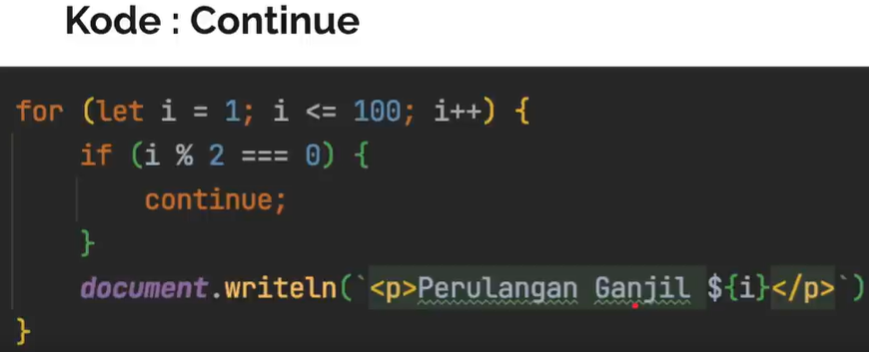 Kode : Continue
for (let i = 1; i <= 100; i++) {
if (i % 2 === 0) {
continue;
}
document.writeln(`<p>Perulangan Ganjil ${i}</p>`)
}